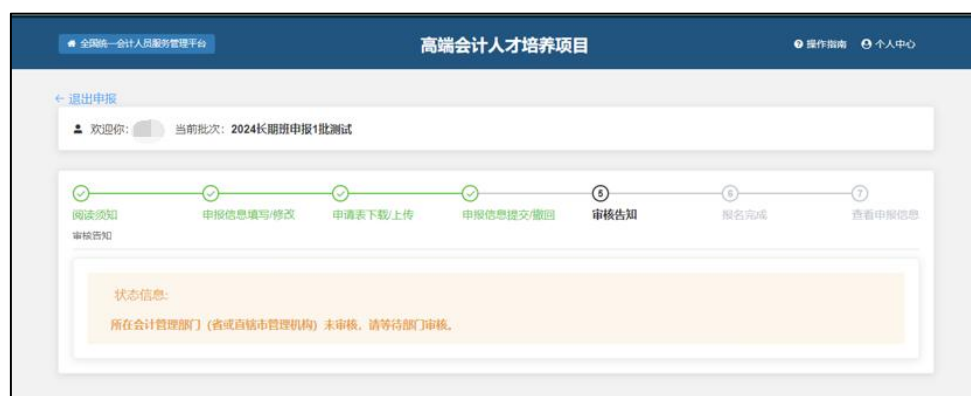 全国统一会计人员服务管理平台
高端会计人才培养项目
操作指南 个人中心
← 退出申报
欢迎你： 当前批次：2024长期班申报1批测试
5 6 7
阅读须知 申报信息填写/修改 申请表下载/上传 申报信息提交/撤回 审核告知 报名完成 查看申报信息
审核告知
状态信息:
所在会计管理部门（省或直辖市管理机构）未审核，请等待部门审核。